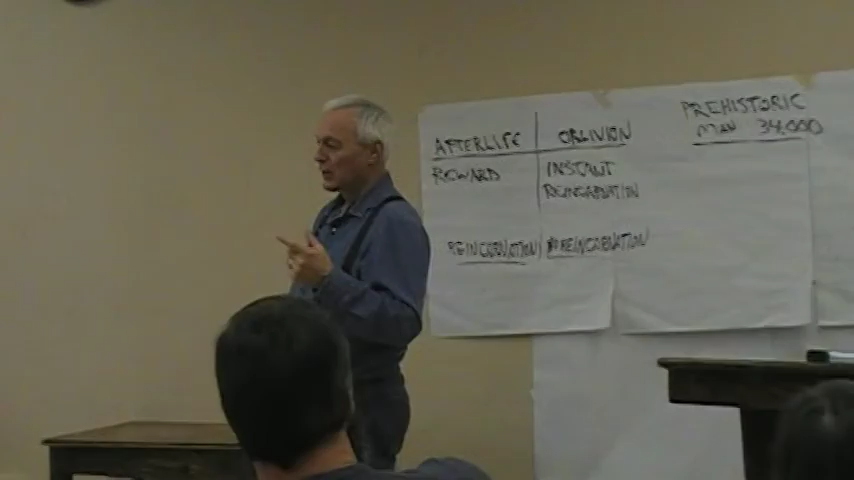 AFTERLIFE OBLIVION
REWARD INSTANT
REINCARNATION
REINCARNATION REINCARNATION
PREHISTORIC
MAN 34,000